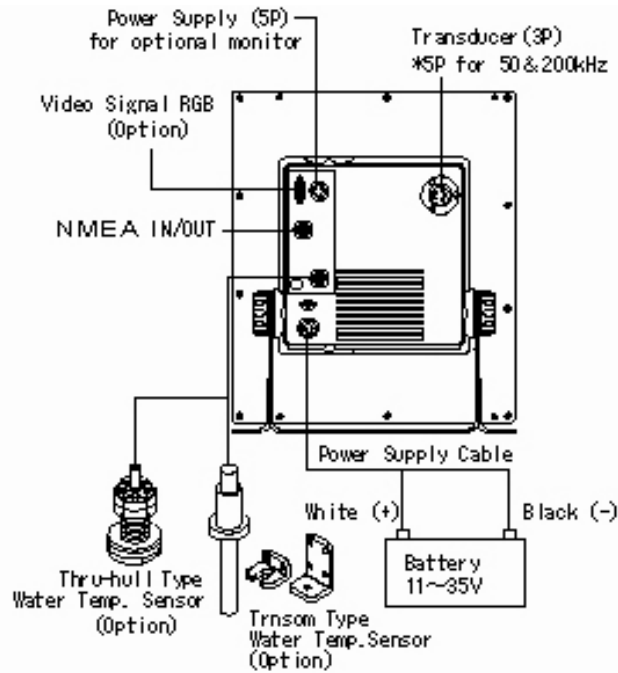 Power Supply (5P)
for optional monitor
Transducer(3P)
*5P for 50&200kHz
Video Signal RGB
(Option)
NMEA IN/OUT
Power Supply Cable
White (+)
Black (-)
Battery
11~35V
Thru-hull Type
Water Temp. Sensor
(Option)
Trnsom Type
Water Temp.Sensor
(Option)